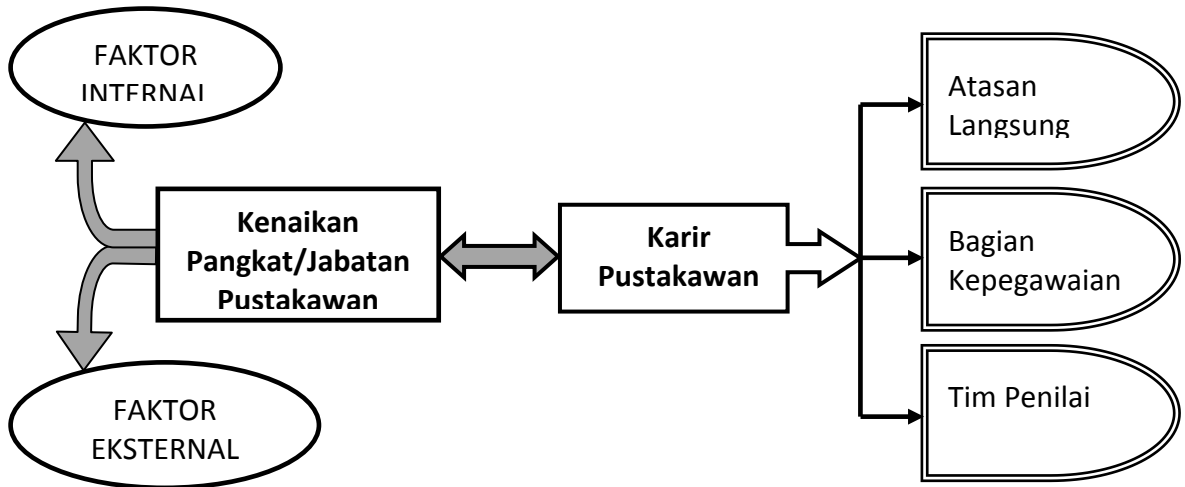 FAKTOR
INTERNAL
Kenaikan
Pangkat/Jabatan
Pustakawan
FAKTOR
EKSTERNAL
Karir
Pustakawan
Atasan
Langsung
Bagian
Kepegawaian
Tim Penilai